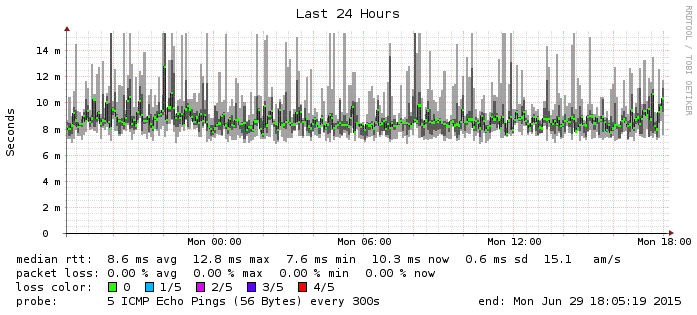 Last 24 Hours
RRDTOOL / TOBI OETIKER
Seconds
14 m
12 m
10 m
8 m
6 m
4 m
2 m
0
Mon 00:00 Mon 06:00 Mon 12:00 Mon 18:00
median rtt: 8.6 ms avg 12.8 ms max 7.6 ms min 10.3 ms now 0.6 ms sd 15.1 am/s
packet loss: 0.00 % avg 0.00 % max 0.00 % min 0.00 % now
loss color: 0 1/5 2/5 3/5 4/5
probe: 5 ICMP Echo Pings (56 Bytes) every 300s end: Mon Jun 29 18:05:19 2015